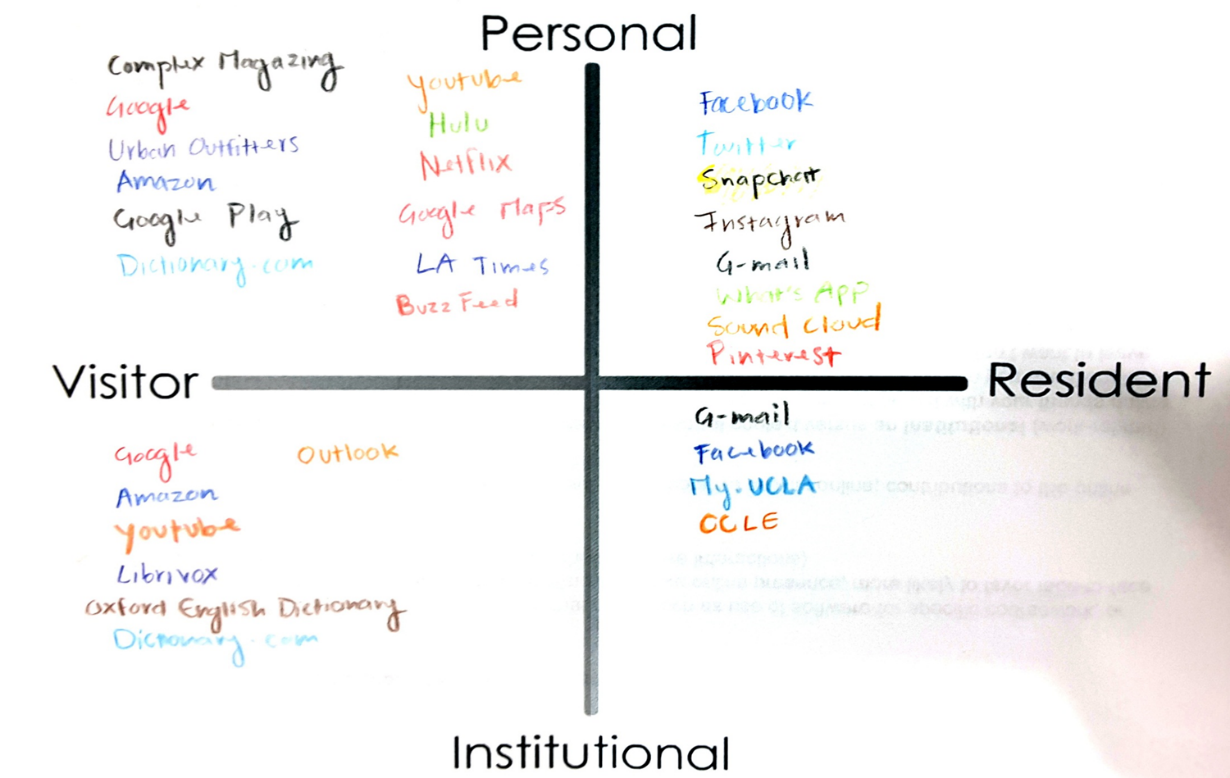 Personal
Complex Magazing
Google
Urban Outfitters
Amazon
Google Play
Dictionary.com
Youtube
Hulu
Netflix
Google Maps
LA Times
BuzzFeed
Facebook
Twitter
Snapchat
Instagram
G-mail
What's App
Sound Cloud
Pinterest
Visitor
Resident
Google
Outlook
Amazon
Youtube
Librivox
Oxford English Dictionary
Dictionary.com
G-mail
Facebook
My.UCLA
CCLE
Institutional